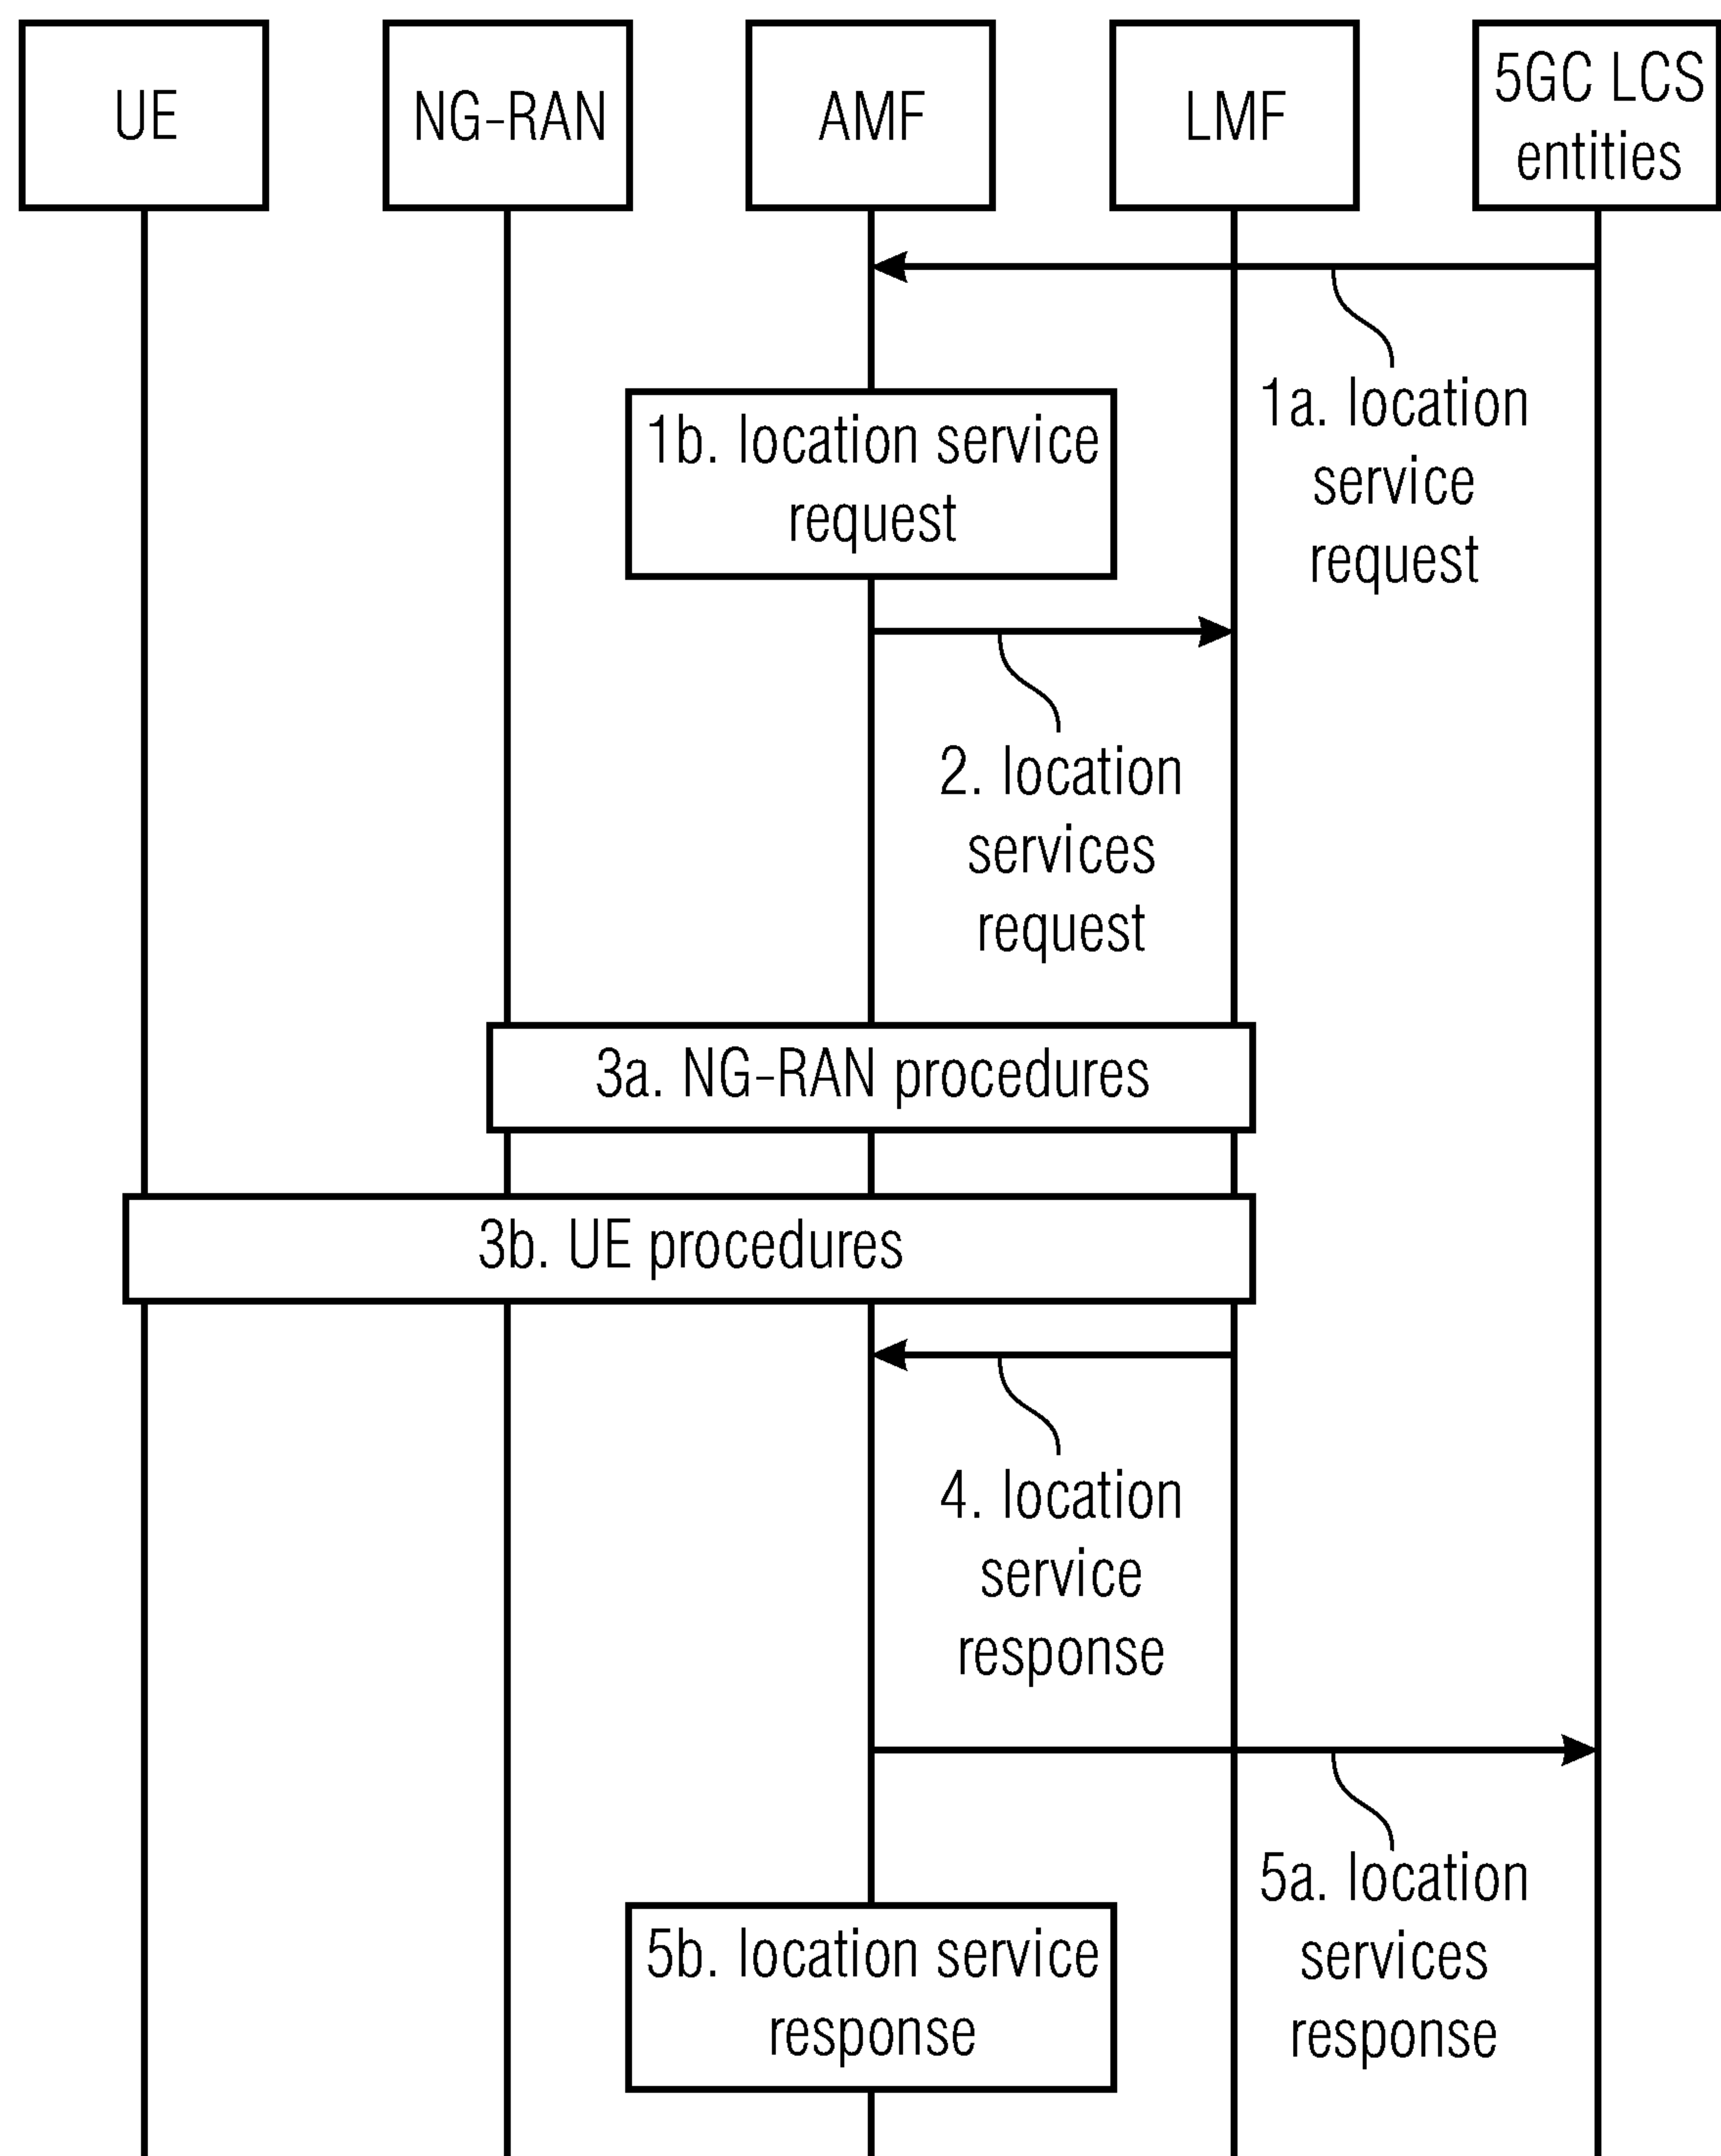 UE
NG-RAN
AMF
LMF
5GC LCS
entities
1a. location
service
request
1b. location service
request
2. location
services
request
3a. NG-RAN procedures
3b. UE procedures
4. location
service
response
5a. location
services
response
5b. location service
response